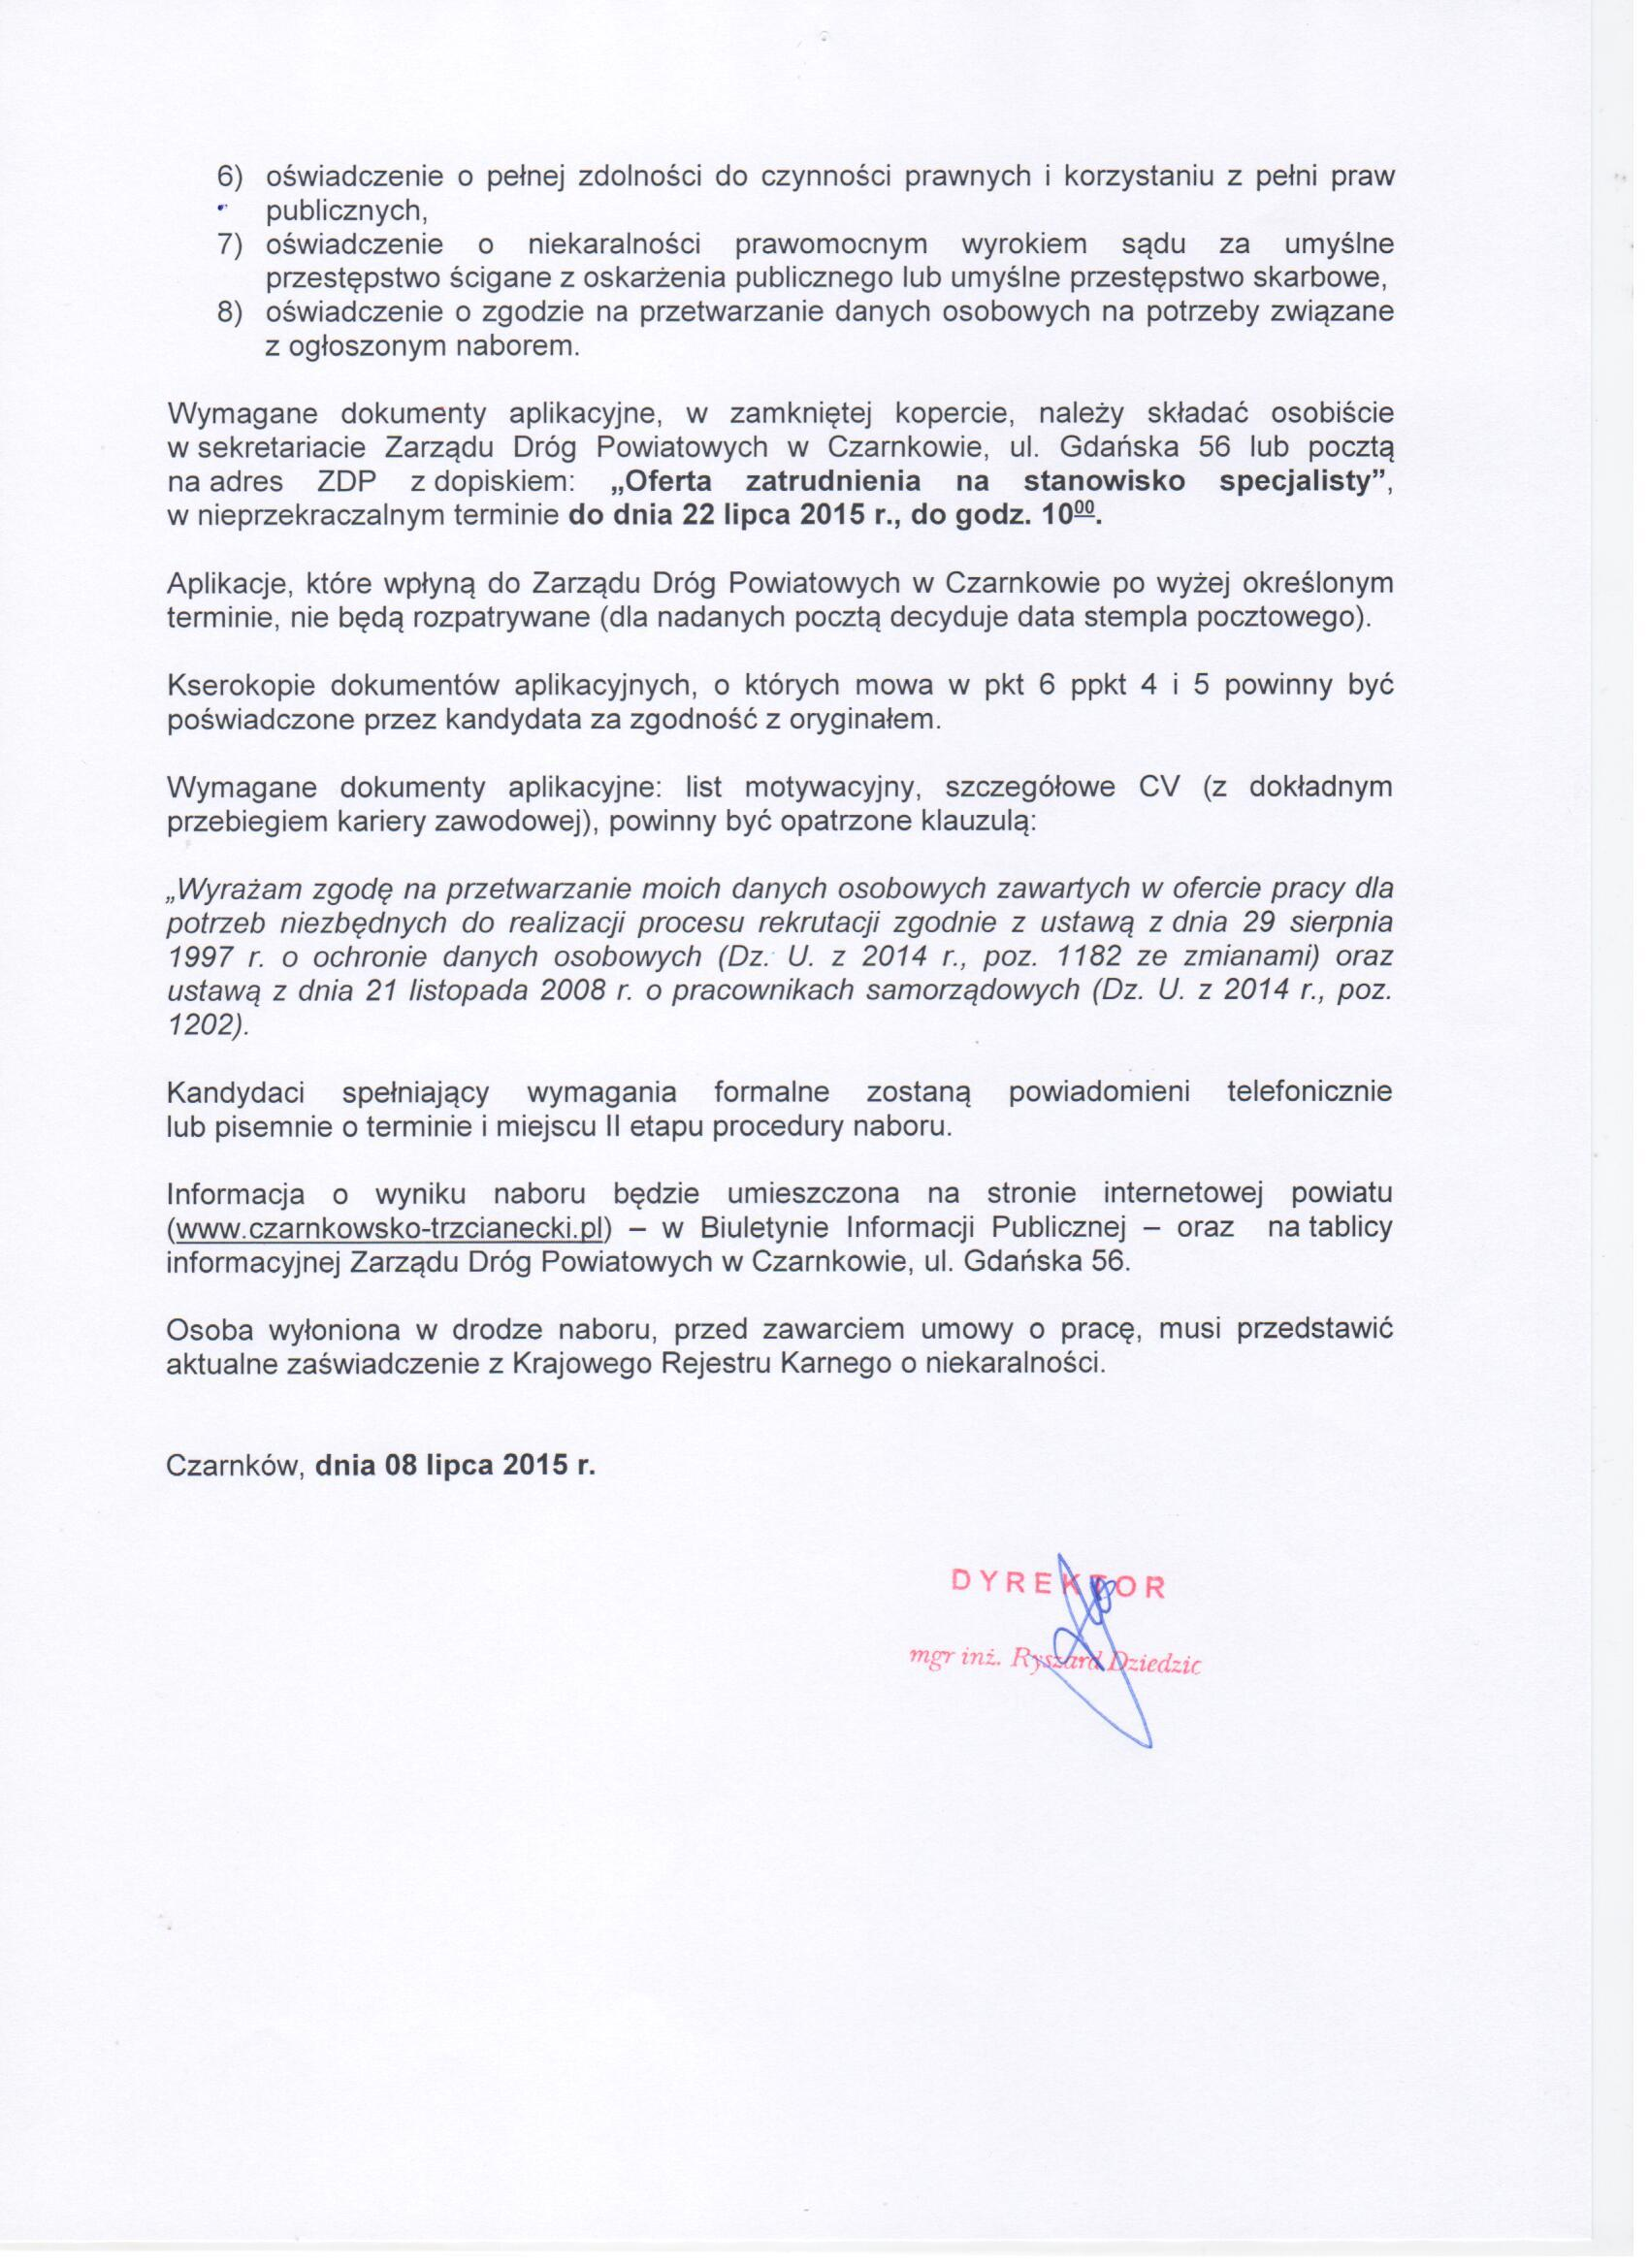 6) oświadczenie o pełnej zdolności do czynności prawnych i korzystaniu z pełni praw
publicznych,
7) oświadczenie o niekaralności prawomocnym wyrokiem sądu za umyślne
przestępstwo ścigane z oskarżenia publicznego lub umyślne przestępstwo skarbowe,
8) oświadczenie o zgodzie na przetwarzanie danych osobowych na potrzeby związane
z ogłoszonym naborem.
Wymagane dokumenty aplikacyjne, w zamkniętej kopercie, należy składać osobiście
w sekretariacie Zarządu Dróg Powiatowych w Czarnkowie, ul. Gdańska 56 lub pocztą
na adres ZDP z dopiskiem: „Oferta zatrudnienia na stanowisko specjalisty”,
w nieprzekraczalnym terminie do dnia 22 lipca 2015 r., do godz. 10⁰⁰.
Aplikacje, które wpłyną do Zarządu Dróg Powiatowych w Czarnkowie po wyżej określonym
terminie, nie będą rozpatrywane (dla nadanych pocztą decyduje data stempla pocztowego).
Kserokopie dokumentów aplikacyjnych, o których mowa w pkt 6 ppkt 4 i 5 powinny być
poświadczone przez kandydata za zgodność z oryginałem.
Wymagane dokumenty aplikacyjne: list motywacyjny, szczegółowe CV (z dokładnym
przebiegiem kariery zawodowej), powinny być opatrzone klauzulą:
„Wyrażam zgodę na przetwarzanie moich danych osobowych zawartych w ofercie pracy dla
potrzeb niezbędnych do realizacji procesu rekrutacji zgodnie z ustawą z dnia 29 sierpnia
1997 r. o ochronie danych osobowych (Dz. U. z 2014 r., poz. 1182 ze zmianami) oraz
ustawą z dnia 21 listopada 2008 r. o pracownikach samorządowych (Dz. U. z 2014 r., poz.
1202).
Kandydaci spełniający wymagania formalne zostaną powiadomieni telefonicznie
lub pisemnie o terminie i miejscu II etapu procedury naboru.
Informacja o wyniku naboru będzie umieszczona na stronie internetowej powiatu
(www.czarnkowsko-trzcianecki.pl) – w Biuletynie Informacji Publicznej – oraz na tablicy
informacyjnej Zarządu Dróg Powiatowych w Czarnkowie, ul. Gdańska 56.
Osoba wyłoniona w drodze naboru, przed zawarciem umowy o pracę, musi przedstawić
aktualne zaświadczenie z Krajowego Rejestru Karnego o niekaralności.
Czarnków, dnia 08 lipca 2015 r.
DYREKTOR
mgr inż. Ryszard Dziedzic